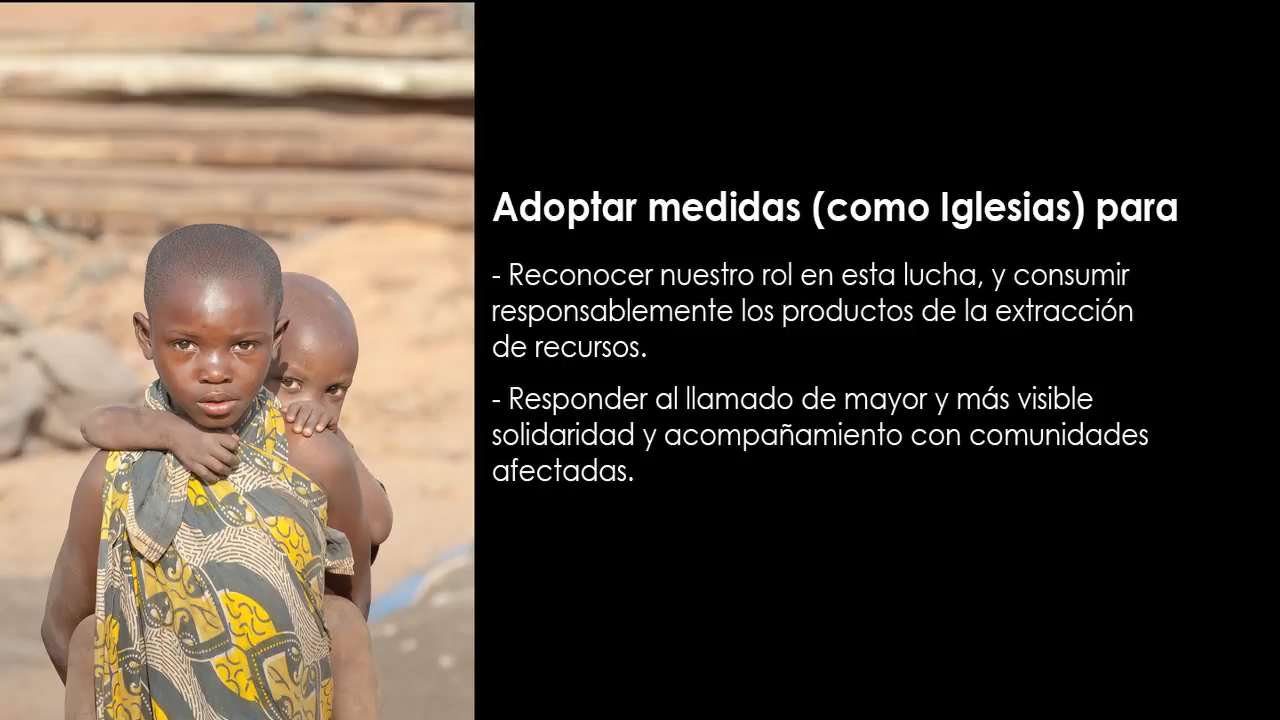 Adoptar medidas (como Iglesias) para
- Reconocer nuestro rol en esta lucha, y consumir
responsablemente los productos de la extracción
de recursos.
- Responder al llamado de mayor y más visible
solidaridad y acompañamiento con comunidades
afectadas.